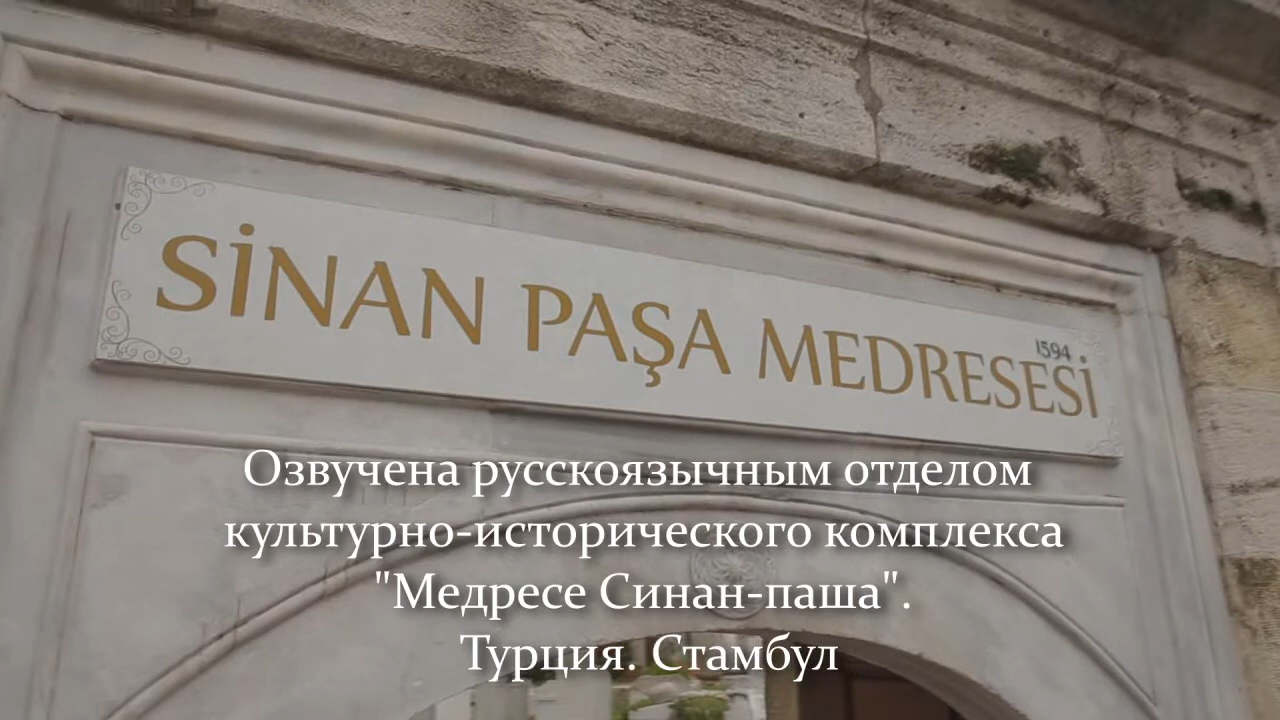 SİNAN PAŞA MEDRESESİ
1594
Озвучена русскоязычным отделом
культурно-исторического комплекса
"Медресе Синан-паша".
Турция. Стамбул